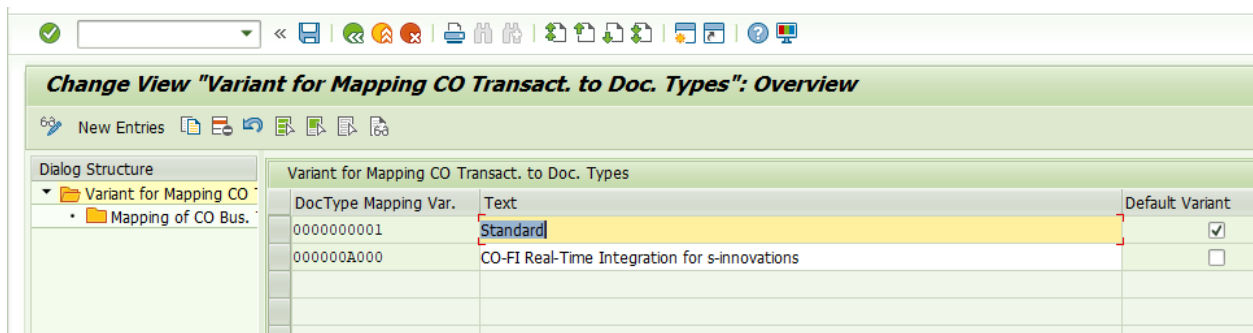 Change View "Variant for Mapping CO Transact. to Doc. Types": Overview
New Entries
Dialog Structure
Variant for Mapping CO
Mapping of CO Bus.
Variant for Mapping CO Transact. to Doc. Types
DocType Mapping Var. Text Default Variant
0000000001 Standard
000000A000 CO-FI Real-Time Integration for s-innovations